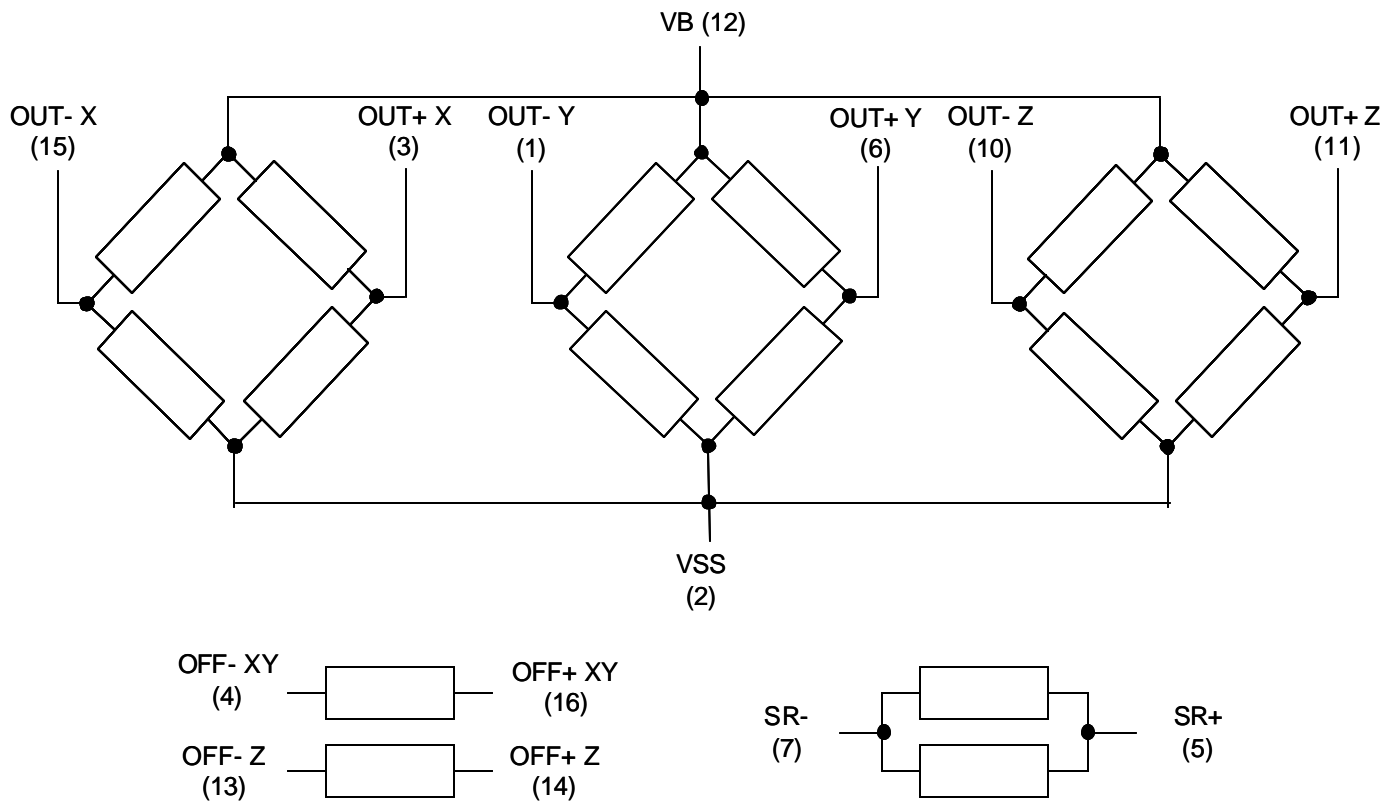 VB (12)
OUT- X
(15)
OUT+ X
(3)
OUT- Y
(1)
OUT+ Y
(6)
OUT- Z
(10)
OUT+ Z
(11)
VSS
(2)
OFF- XY
(4)
OFF+ XY
(16)
OFF- Z
(13)
OFF+ Z
(14)
SR-
(7)
SR+
(5)